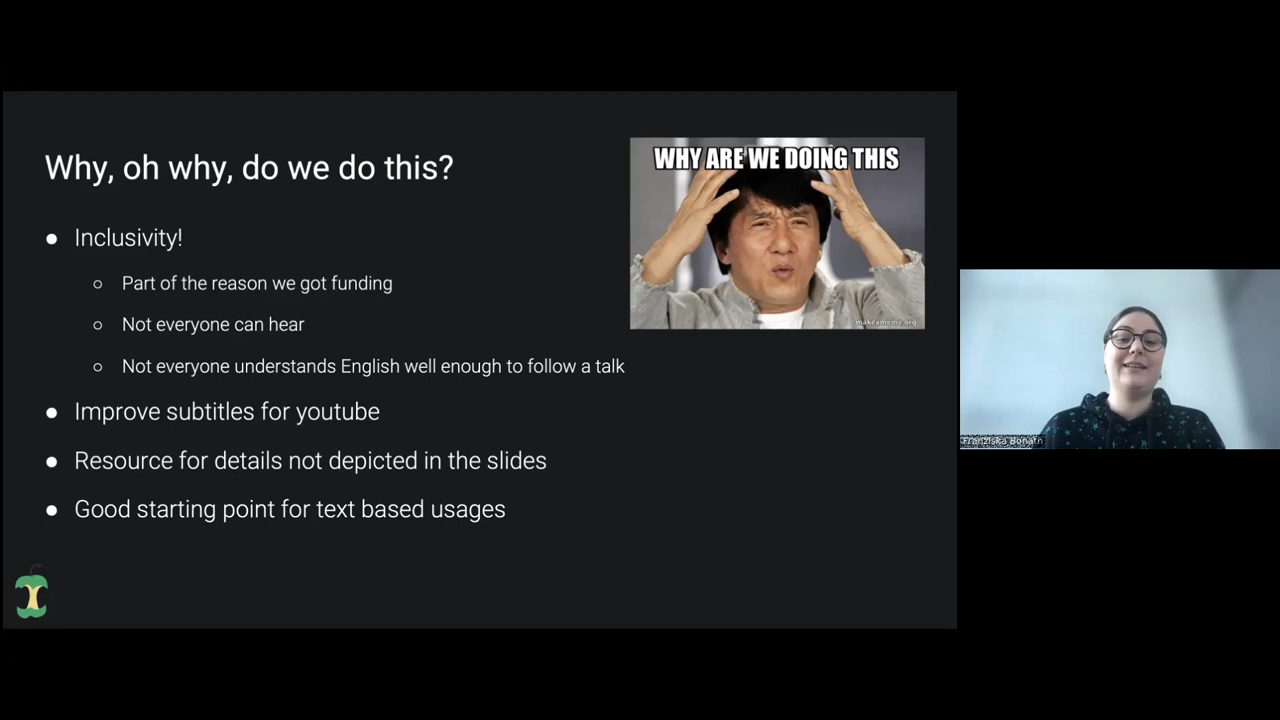 Why, oh why, do we do this?
WHY ARE WE DOING THIS
makeameme.org
● Inclusivity!
○ Part of the reason we got funding
○ Not everyone can hear
○ Not everyone understands English well enough to follow a talk
● Improve subtitles for youtube
● Resource for details not depicted in the slides
● Good starting point for text based usages
Franziska Bonath